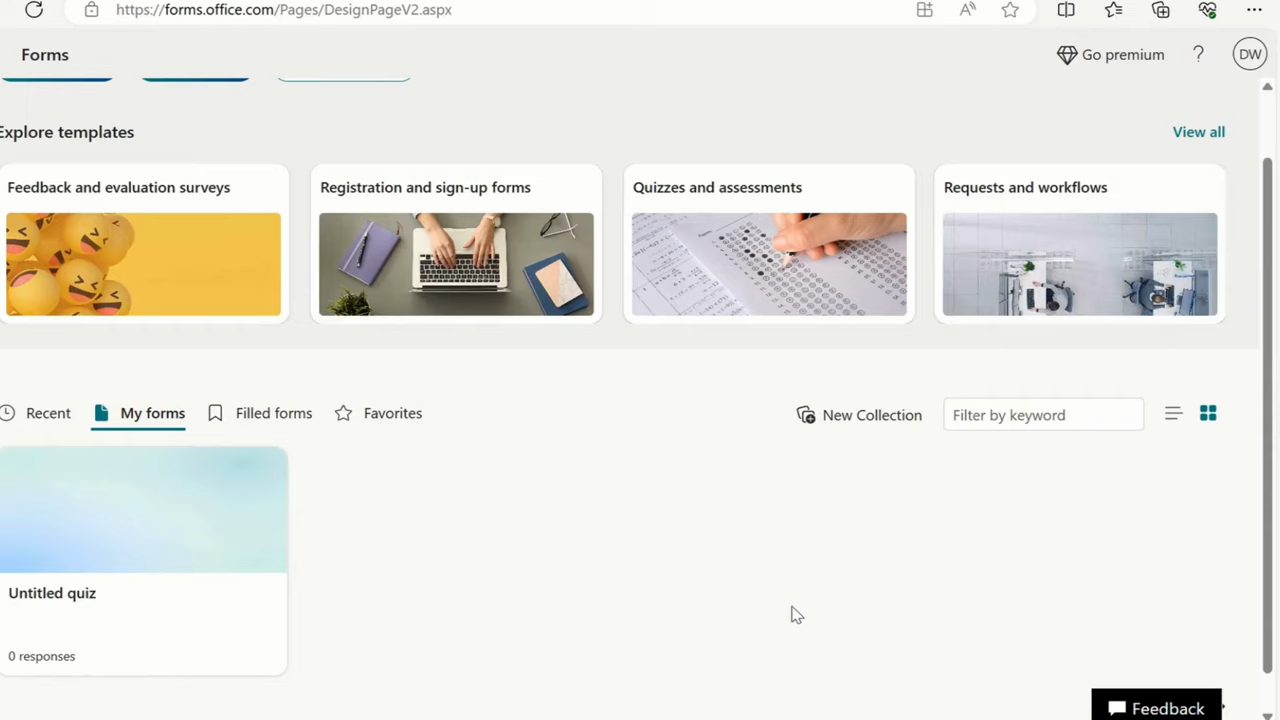 https://forms.office.com/Pages/DesignPageV2.aspx
Forms
Go premium
?
DW
Explore templates
View all
Feedback and evaluation surveys
Registration and sign-up forms
Quizzes and assessments
Requests and workflows
Recent
My forms
Filled forms
Favorites
New Collection
Filter by keyword
Untitled quiz
0 responses
Feedback